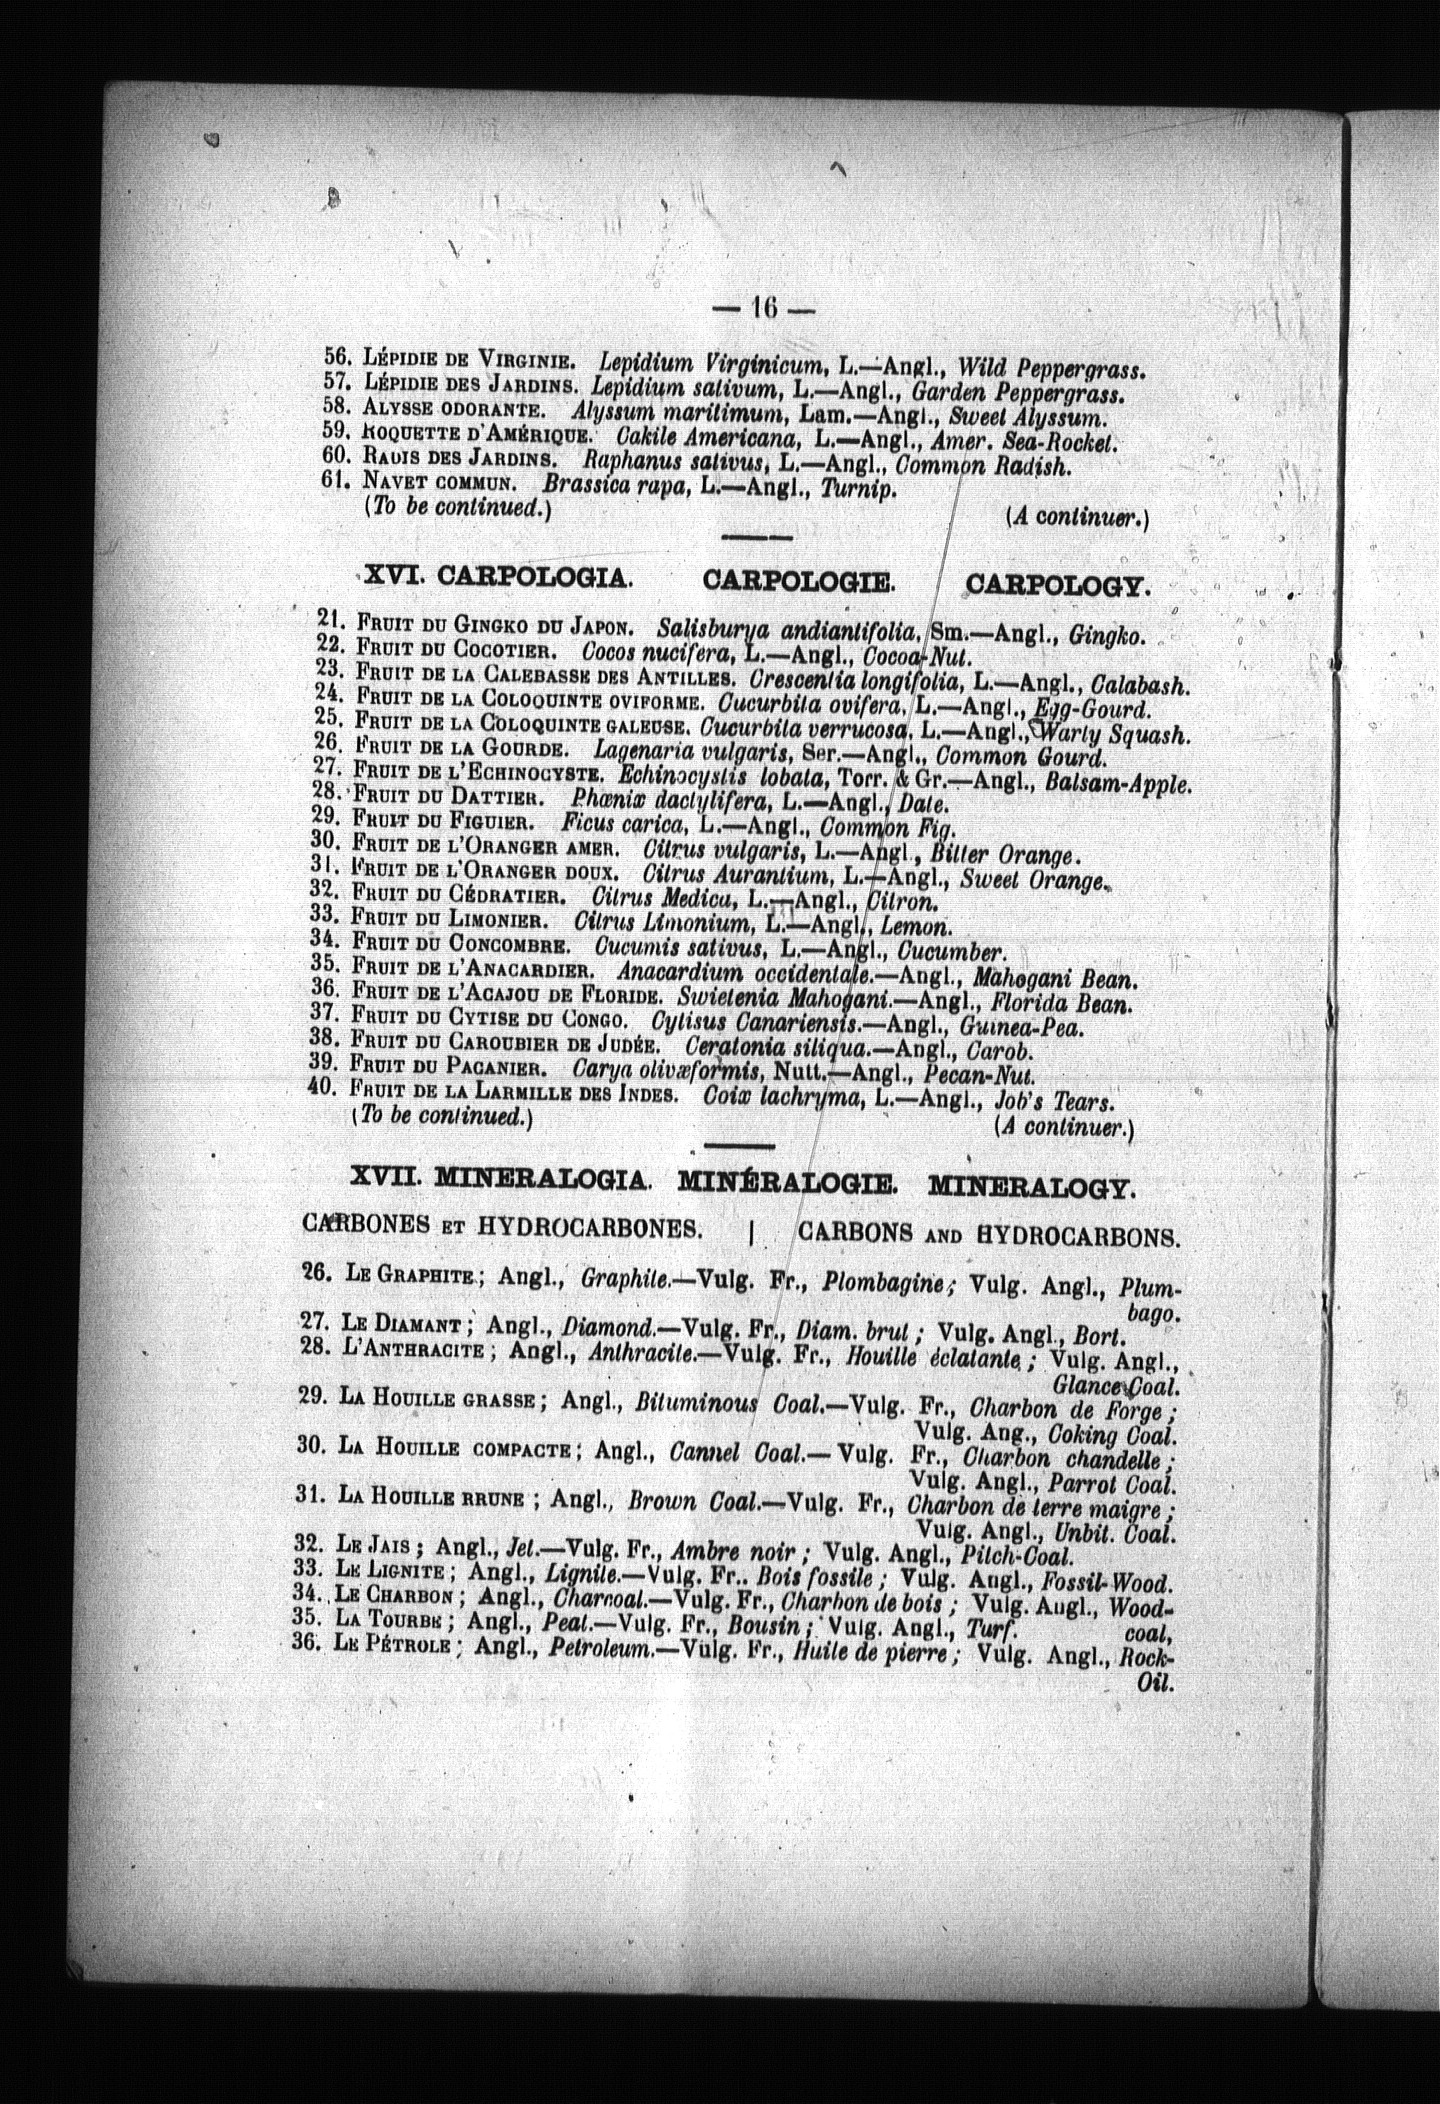 — 16 —
56. LÉPIDIE DE VIRGINIE. Lepidium Virginicum, L.—Angl., Wild Peppergrass.
57. LÉPIDIE DES JARDINS. Lepidium sativum, L.—Angl., Garden Peppergrass.
58. ALYSSE ODORANTE. Alyssum maritimum, Lam.—Angl., Sweet Alyssum.
59. ROQUETTE D'AMÉRIQUE. Cakile Americana, L.—Angl., Amer. Sea-Rocket.
60. RADIS DES JARDINS. Raphanus sativus, L.—Angl., Common Radish.
61. NAVET COMMUN. Brassica rapa, L.—Angl., Turnip.
(To be continued.) (A continuer.)
XVI. CARPOLOGIA. CARPOLOGIE. CARPOLOGY.
21. FRUIT DU GINGKO DU JAPON. Salisburya andiantifolia, Sm.—Angl., Gingko.
22. FRUIT DU COCOTIER. Cocos nucifera, L.—Angl., Cocoa-Nut.
23. FRUIT DE LA CALEBASSE DES ANTILLES. Crescentia longifolia, L.—Angl., Calabash.
24. FRUIT DE LA COLOQUINTE OVIFORME. Cucurbita ovifera, L.—Angl., Egg-Gourd.
25. FRUIT DE LA COLOQUINTE GALEUSE. Cucurbita verrucosa, L.—Angl., Warty Squash.
26. FRUIT DE LA GOURDE. Lagenaria vulgaris, Ser.—Angl., Common Gourd.
27. FRUIT DE L'ECHINOCYSTE. Echinocystis lobata, Torr. & Gr.—Angl., Balsam-Apple.
28. FRUIT DU DATTIER. Phœnix dactylifera, L.—Angl., Date.
29. FRUIT DU FIGUIER. Ficus carica, L.—Angl., Common Fig.
30. FRUIT DE L'ORANGER AMER. Citrus vulgaris, L.—Angl., Bitter Orange.
31. FRUIT DE L'ORANGER DOUX. Citrus Aurantium, L.—Angl., Sweet Orange.
32. FRUIT DU CÉDRATIER. Citrus Medica, L.—Angl., Citron.
33. FRUIT DU LIMONIER. Citrus Limonium, L.—Angl., Lemon.
34. FRUIT DU CONCOMBRE. Cucumis sativus, L.—Angl., Cucumber.
35. FRUIT DE L'ANACARDIER. Anacardium occidentale.—Angl., Mahogani Bean.
36. FRUIT DE L'ACAJOU DE FLORIDE. Swietenia Mahogani.—Angl., Florida Bean.
37. FRUIT DU CYTISE DU CONGO. Cytisus Canariensis.—Angl., Guinea-Pea.
38. FRUIT DU CAROUBIER DE JUDÉE. Ceratonia siliqua.—Angl., Carob.
39. FRUIT DU PACANIER. Carya olivæformis, Nutt.—Angl., Pecan-Nut.
40. FRUIT DE LA LARMILLE DES INDES. Coix lachryma, L.—Angl., Job's Tears.
(To be continued.) (A continuer.)
XVII. MINERALOGIA. MINÉRALOGIE. MINERALOGY.
CARBONES ET HYDROCARBONES. | CARBONS AND HYDROCARBONS.
26. LE GRAPHITE; Angl., Graphite.—Vulg. Fr., Plombagine; Vulg. Angl., Plum-
bago.
27. LE DIAMANT; Angl., Diamond.—Vulg. Fr., Diam. brut; Vulg. Angl., Bort.
28. L'ANTHRACITE; Angl., Anthracite.—Vulg. Fr., Houille éclatante; Vulg. Angl.,
Glance Coal.
29. LA HOUILLE GRASSE; Angl., Bituminous Coal.—Vulg. Fr., Charbon de Forge;
Vulg. Ang., Coking Coal.
30. LA HOUILLE COMPACTE; Angl., Cannel Coal.—Vulg. Fr., Charbon chandelle;
Vulg. Angl., Parrot Coal.
31. LA HOUILLE RRUNE; Angl., Brown Coal.—Vulg. Fr., Charbon de terre maigre;
Vulg. Angl., Unbit. Coal.
32. LE JAIS; Angl., Jet.—Vulg. Fr., Ambre noir; Vulg. Angl., Pitch-Coal.
33. LE LIGNITE; Angl., Lignite.—Vulg. Fr., Bois fossile; Vulg. Angl., Fossil-Wood.
34. LE CHARBON; Angl., Charcoal.—Vulg. Fr., Charbon de bois; Vulg. Angl., Wood-
35. LA TOURBE; Angl., Peat.—Vulg. Fr., Bousin; Vulg. Angl., Turf. coal,
36. LE PÉTROLE; Angl., Petroleum.—Vulg. Fr., Huile de pierre; Vulg. Angl., Rock-
Oil.